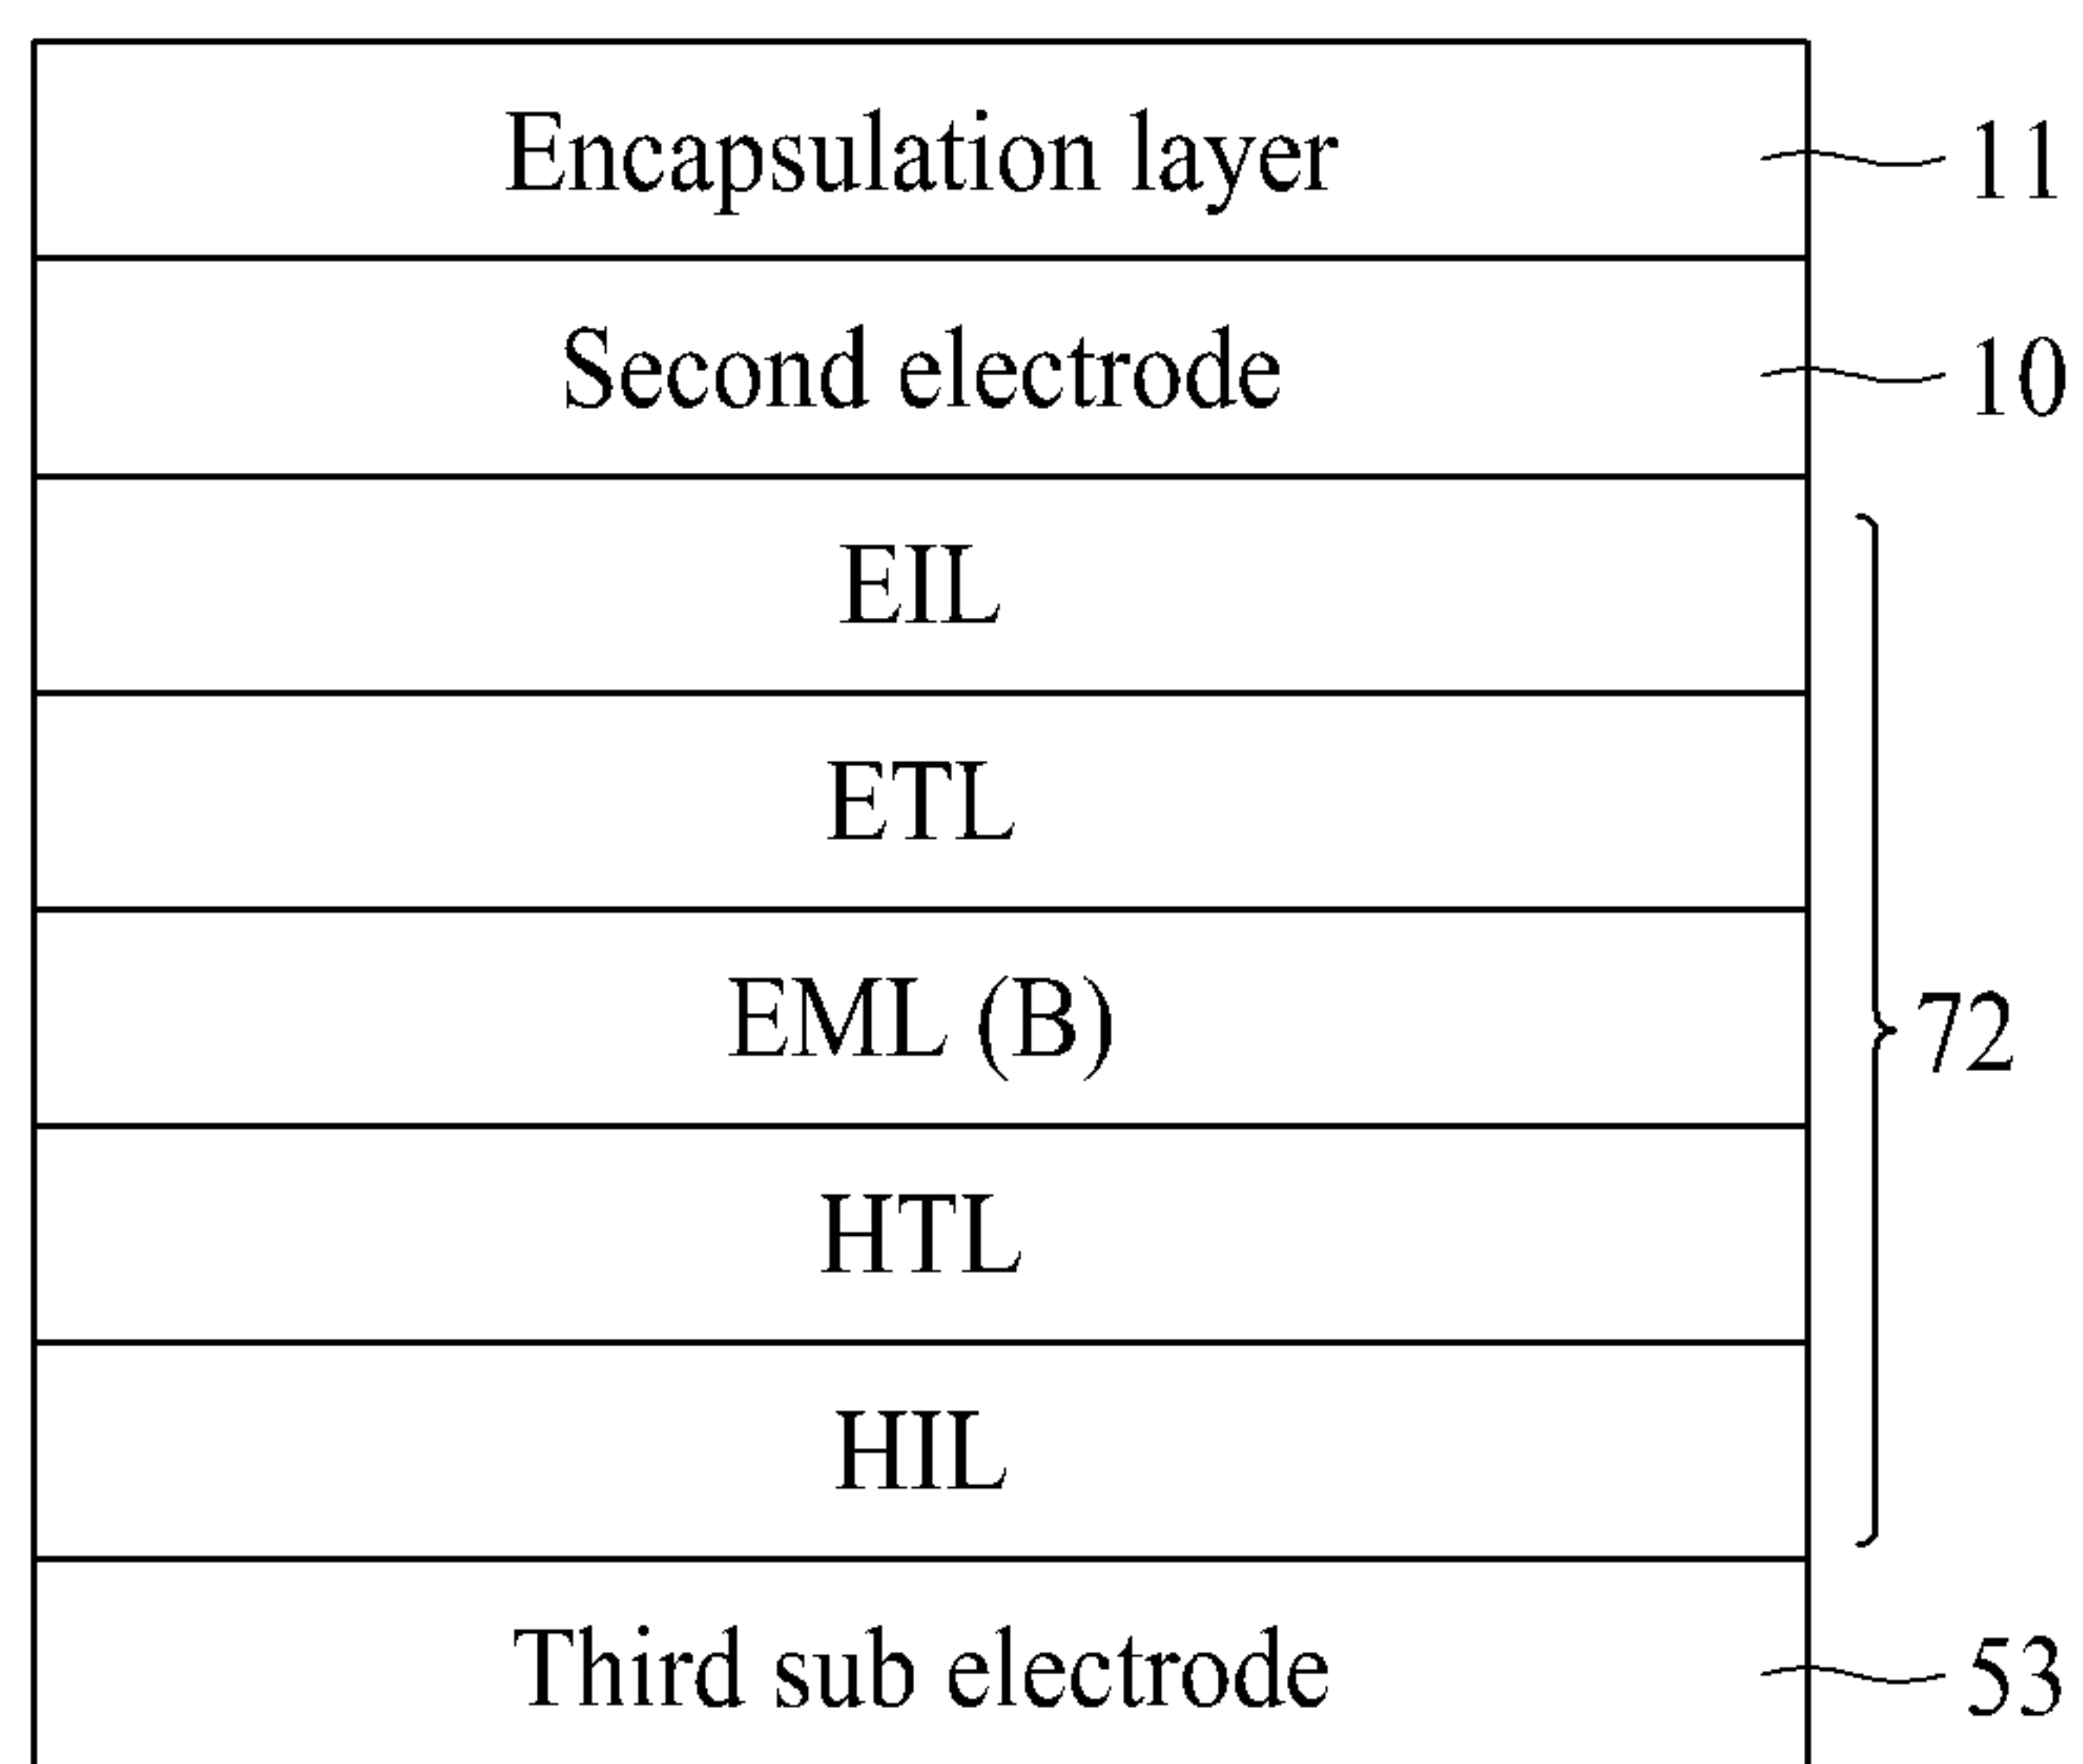 Encapsulation layer 11
Second electrode 10
EIL
ETL
EML (B) 72
HTL
HIL
Third sub electrode 53